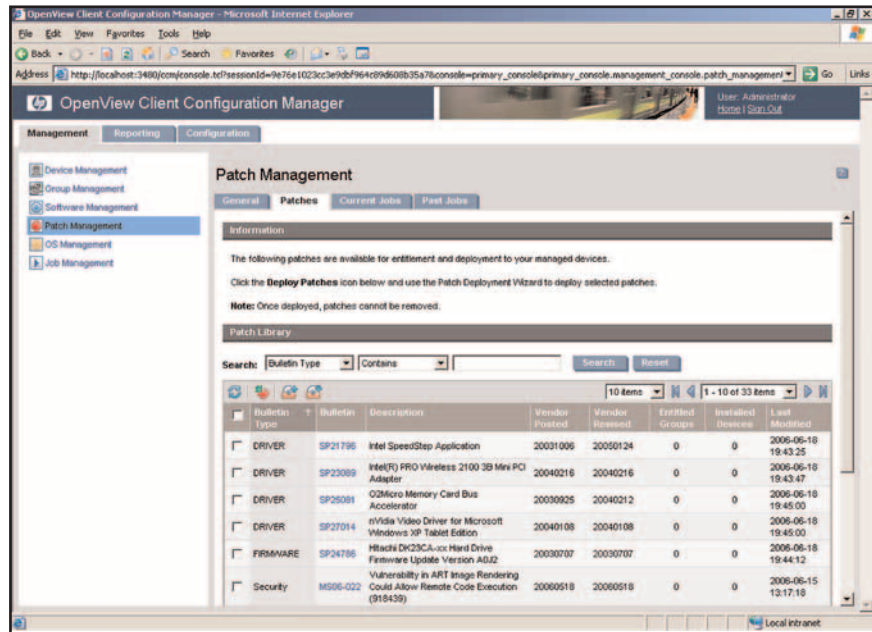 OpenView Client Configuration Manager - Microsoft Internet Explorer
File Edit View Favorites Tools Help
Back Search Favorites
Address http://localhost:3480/ccm/console.tcl?sessionId=9e76e1023cc3e9dbf964c89d608b35a7&console=primary_console&primary_console.management_console.patch_management Go Links
hp OpenView Client Configuration Manager
User: Administrator
Home | Sign Out
Management Reporting Configuration
Device Management
Group Management
Software Management
Patch Management
OS Management
Job Management
Patch Management
General Patches Current Jobs Past Jobs
Information
The following patches are available for entitlement and deployment to your managed devices.
Click the Deploy Patches icon below and use the Patch Deployment Wizard to deploy selected patches.
Note: Once deployed, patches cannot be removed.
Patch Library
Search: Bulletin Type Contains Search Reset
10 items 1 - 10 of 33 items
Bulletin Type Bulletin Description Vendor Posted Vendor Revised Entitled Groups Installed Devices Last Modified
DRIVER SP21796 Intel SpeedStep Application 20031006 20050124 0 0 2006-06-18 19:43:25
DRIVER SP23089 Intel(R) PRO Wireless 2100 3B Mini PCI Adapter 20040216 20040216 0 0 2006-06-18 19:43:47
DRIVER SP25081 O2Micro Memory Card Bus Accelerator 20030925 20040212 0 0 2006-06-18 19:45:00
DRIVER SP27014 nVidia Video Driver for Microsoft Windows XP Tablet Edition 20040108 20040108 0 0 2006-06-18 19:45:00
FIRMWARE SP24786 Hitachi DK23CA-xx Hard Drive Firmware Update Version A0J2 20030707 20030707 0 0 2006-06-18 19:44:12
Security MS06-022 Vulnerability in ART Image Rendering Could Allow Remote Code Execution (918439) 20060518 20060518 0 0 2006-06-15 13:17:18
Local intranet